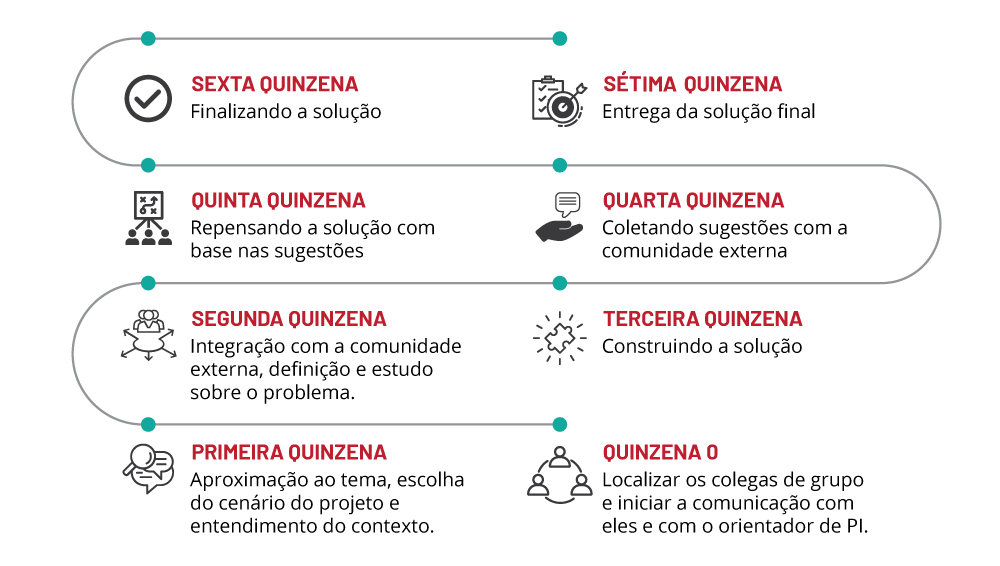 SEXTA QUINZENA
Finalizando a solução
SÉTIMA QUINZENA
Entrega da solução final
QUINTA QUINZENA
Repensando a solução com
base nas sugestões
QUARTA QUINZENA
Coletando sugestões com a
comunidade externa
SEGUNDA QUINZENA
Integração com a comunidade
externa, definição e estudo
sobre o problema.
TERCEIRA QUINZENA
Construindo a solução
PRIMEIRA QUINZENA
Aproximação ao tema, escolha
do cenário do projeto e
entendimento do contexto.
QUINZENA 0
Localizar os colegas de grupo
e iniciar a comunicação com
eles e com o orientador de PI.